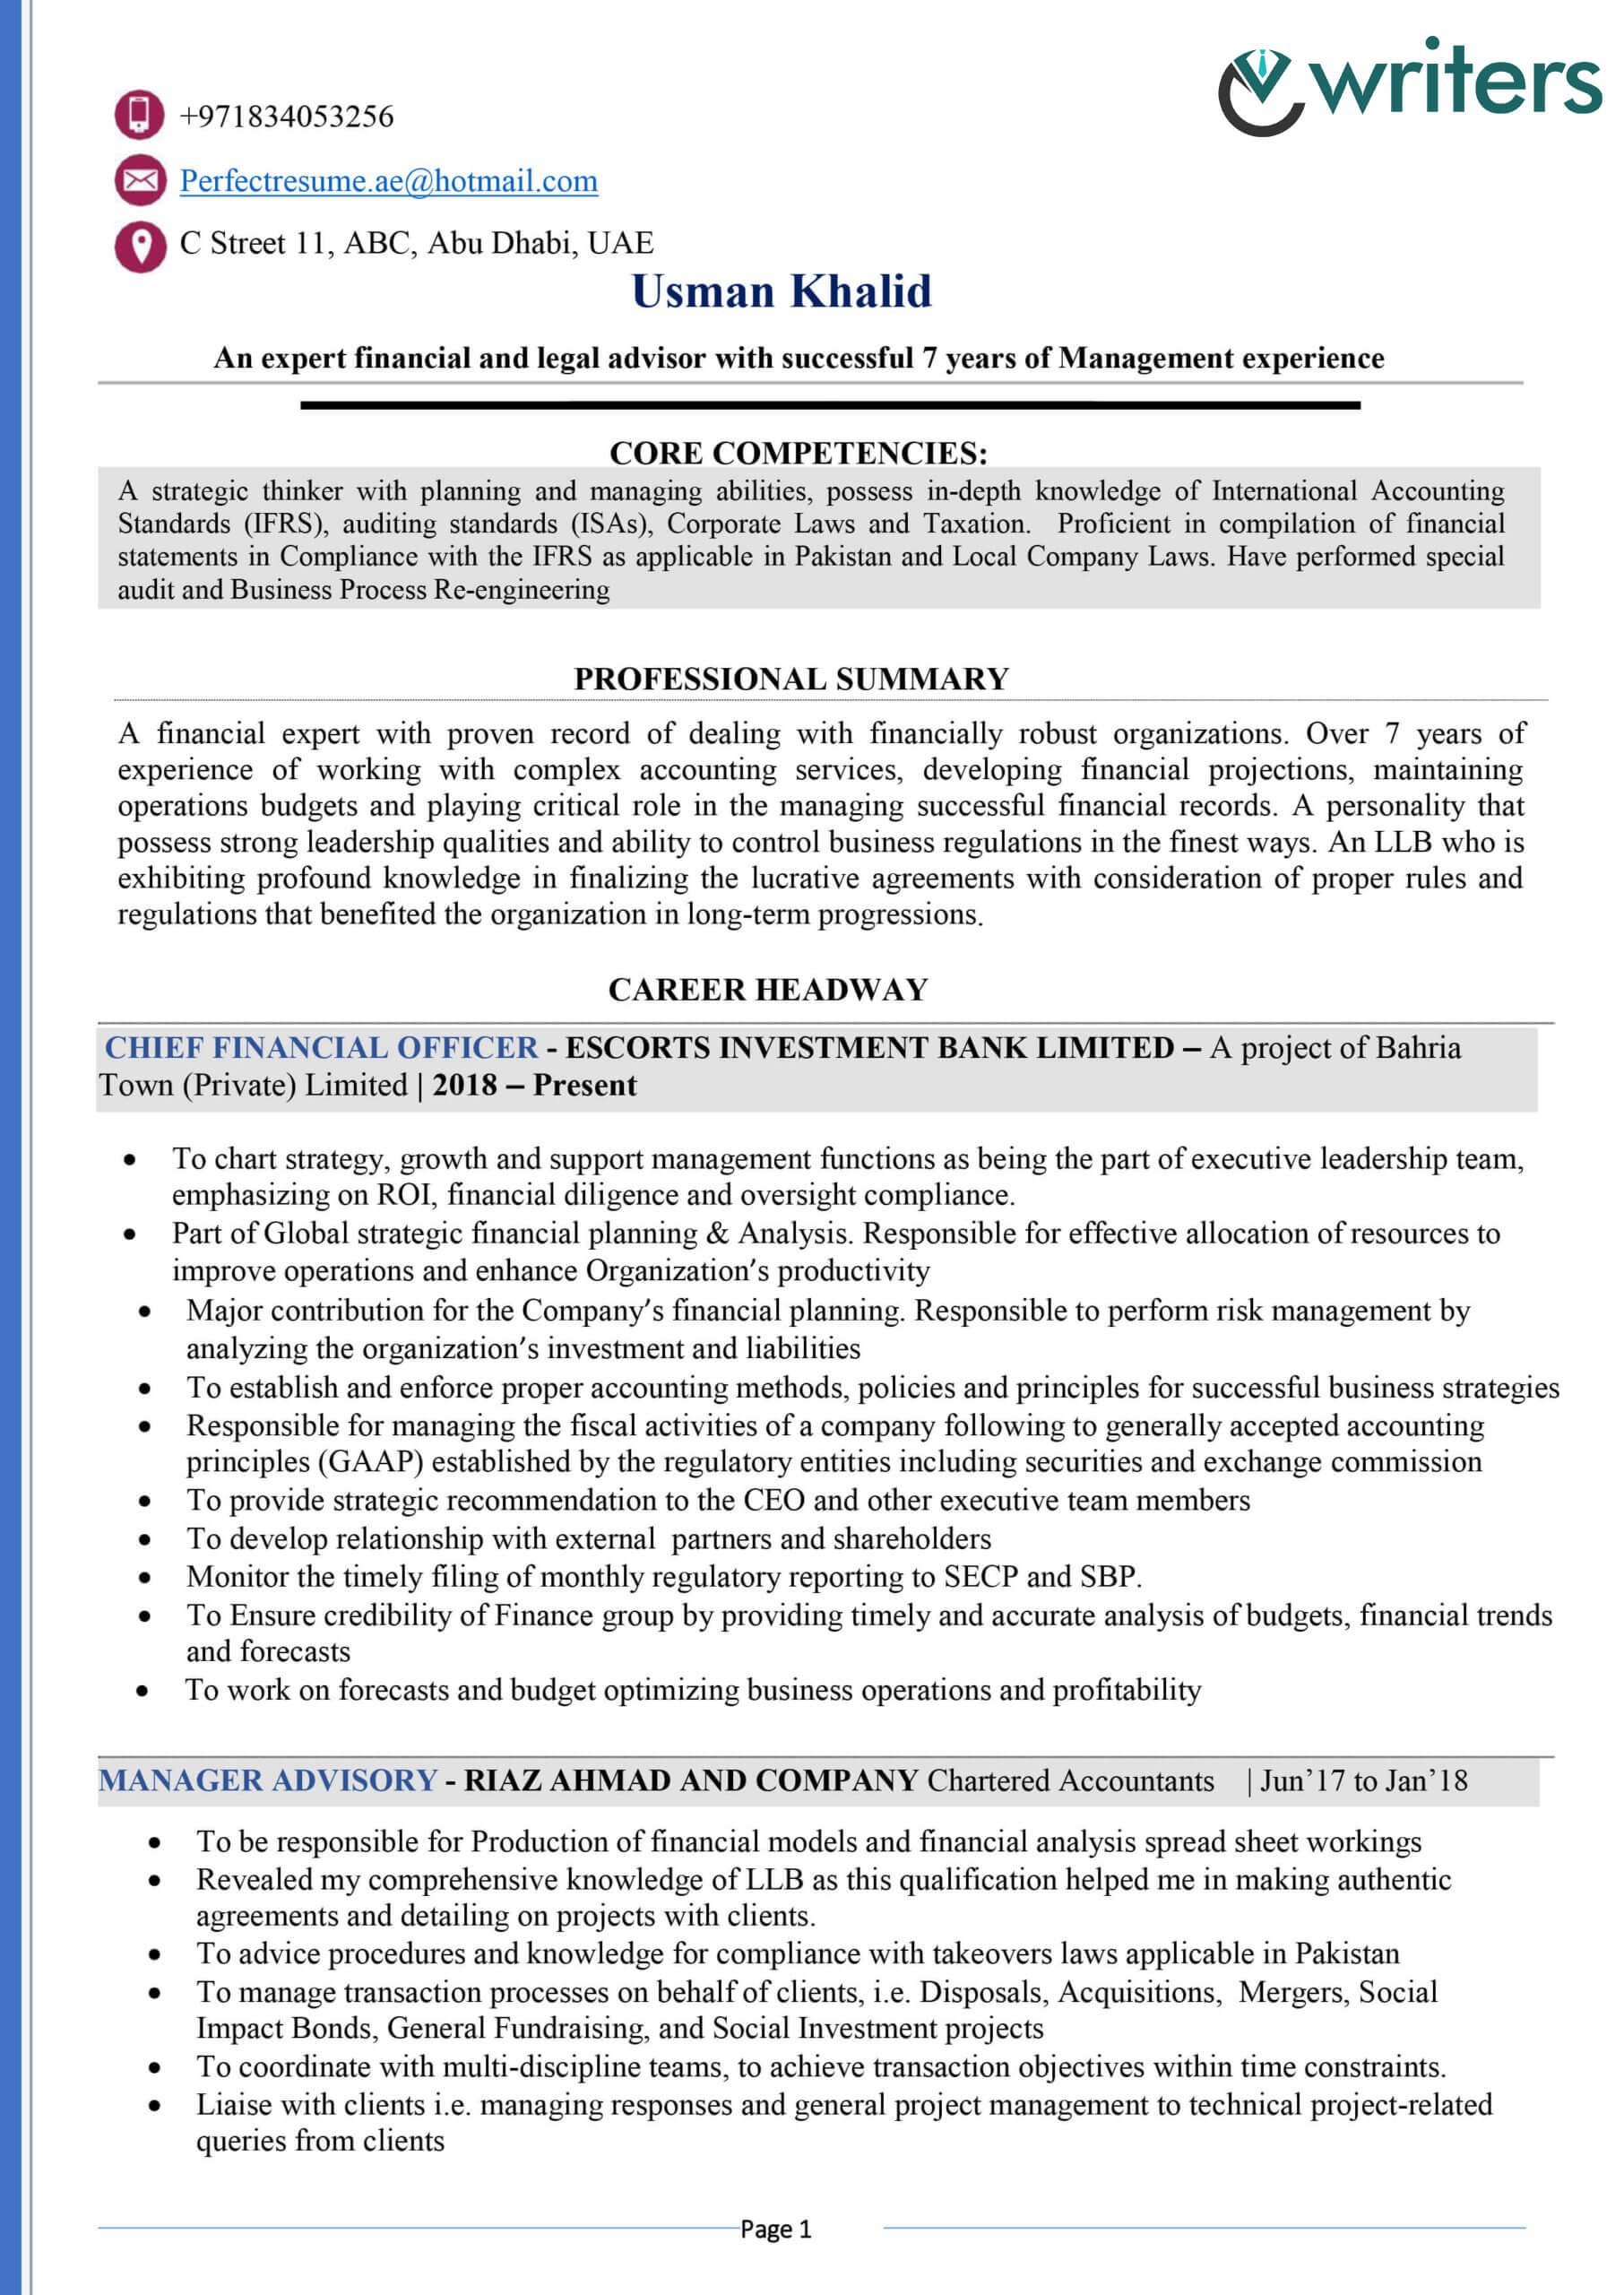 writers
+971834053256
Perfectresume.ae@hotmail.com
C Street 11, ABC, Abu Dhabi, UAE
Usman Khalid
An expert financial and legal advisor with successful 7 years of Management experience
CORE COMPETENCIES:
A strategic thinker with planning and managing abilities, possess in-depth knowledge of International Accounting
Standards (IFRS), auditing standards (ISAs), Corporate Laws and Taxation. Proficient in compilation of financial
statements in Compliance with the IFRS as applicable in Pakistan and Local Company Laws. Have performed special
audit and Business Process Re-engineering
PROFESSIONAL SUMMARY
A financial expert with proven record of dealing with financially robust organizations. Over 7 years of
experience of working with complex accounting services, developing financial projections, maintaining
operations budgets and playing critical role in the managing successful financial records. A personality that
possess strong leadership qualities and ability to control business regulations in the finest ways. An LLB who is
exhibiting profound knowledge in finalizing the lucrative agreements with consideration of proper rules and
regulations that benefited the organization in long-term progressions.
CAREER HEADWAY
CHIEF FINANCIAL OFFICER - ESCORTS INVESTMENT BANK LIMITED – A project of Bahria
Town (Private) Limited | 2018 – Present
• To chart strategy, growth and support management functions as being the part of executive leadership team,
emphasizing on ROI, financial diligence and oversight compliance.
• Part of Global strategic financial planning & Analysis. Responsible for effective allocation of resources to
improve operations and enhance Organization's productivity
• Major contribution for the Company's financial planning. Responsible to perform risk management by
analyzing the organization's investment and liabilities
• To establish and enforce proper accounting methods, policies and principles for successful business strategies
• Responsible for managing the fiscal activities of a company following to generally accepted accounting
principles (GAAP) established by the regulatory entities including securities and exchange commission
• To provide strategic recommendation to the CEO and other executive team members
• To develop relationship with external partners and shareholders
• Monitor the timely filing of monthly regulatory reporting to SECP and SBP.
• To Ensure credibility of Finance group by providing timely and accurate analysis of budgets, financial trends
and forecasts
• To work on forecasts and budget optimizing business operations and profitability
MANAGER ADVISORY - RIAZ AHMAD AND COMPANY Chartered Accountants | Jun'17 to Jan'18
• To be responsible for Production of financial models and financial analysis spread sheet workings
• Revealed my comprehensive knowledge of LLB as this qualification helped me in making authentic
agreements and detailing on projects with clients.
• To advice procedures and knowledge for compliance with takeovers laws applicable in Pakistan
• To manage transaction processes on behalf of clients, i.e. Disposals, Acquisitions, Mergers, Social
Impact Bonds, General Fundraising, and Social Investment projects
• To coordinate with multi-discipline teams, to achieve transaction objectives within time constraints.
• Liaise with clients i.e. managing responses and general project management to technical project-related
queries from clients
Page 1